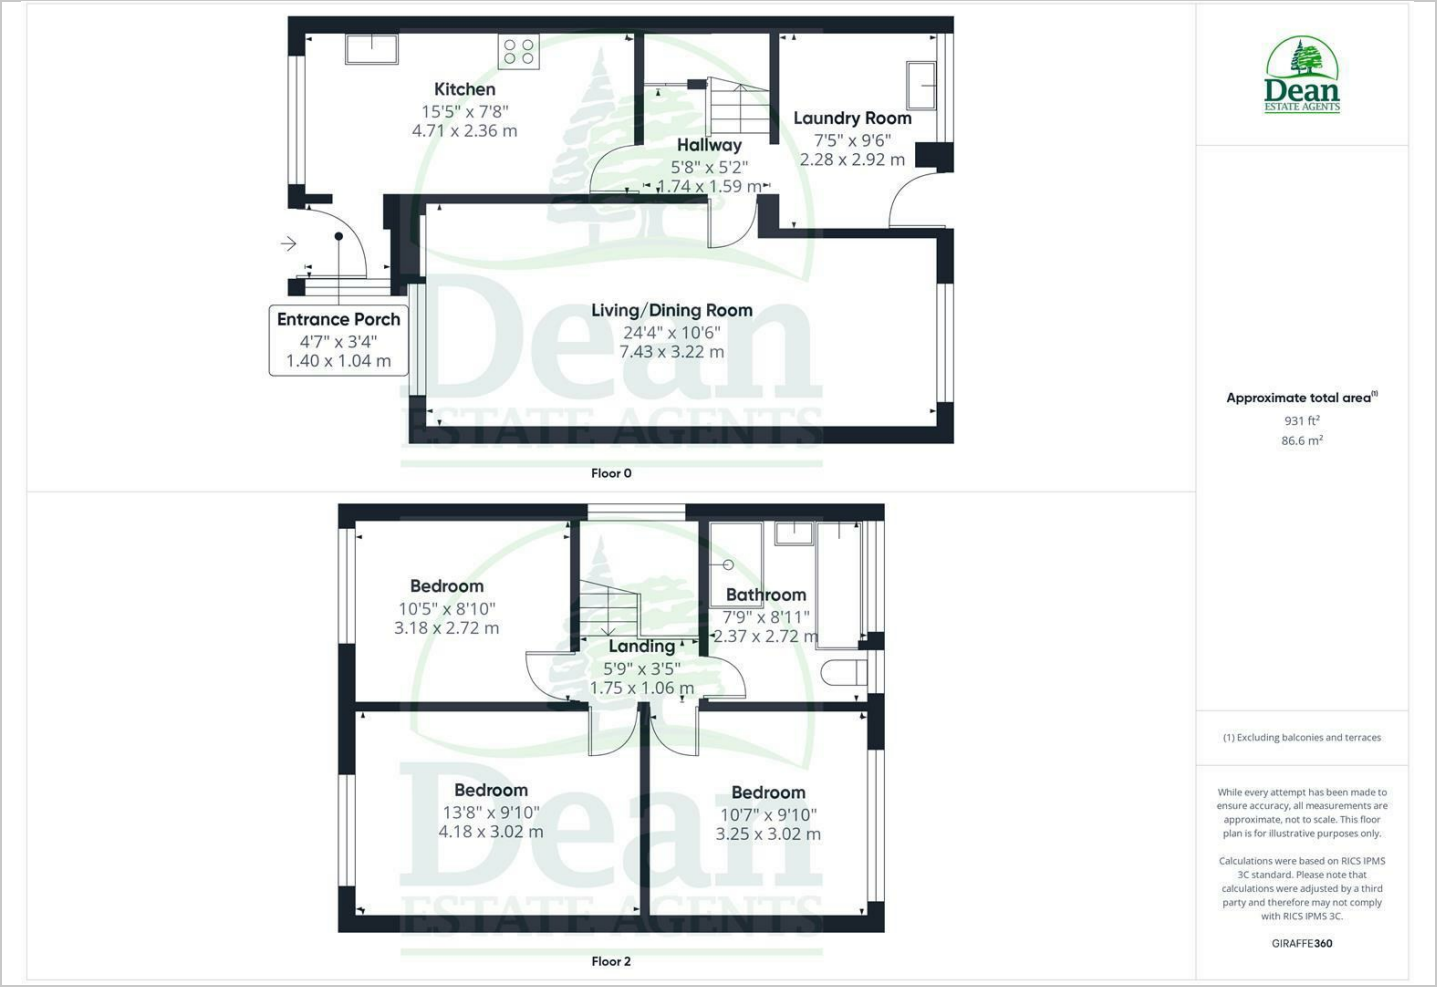 Kitchen
15'5" x 7'8"
4.71 x 2.36 m
Hallway
5'8" x 5'2"
1.74 x 1.59 m
Laundry Room
7'5" x 9'6"
2.28 x 2.92 m
Entrance Porch
4'7" x 3'4"
1.40 x 1.04 m
Living/Dining Room
24'4" x 10'6"
7.43 x 3.22 m
Dean
ESTATE AGENTS
Floor 0
Bedroom
10'5" x 8'10"
3.18 x 2.72 m
Landing
5'9" x 3'5"
1.75 x 1.06 m
Bathroom
7'9" x 8'11"
2.37 x 2.72 m
Bedroom
13'8" x 9'10"
4.18 x 3.02 m
Bedroom
10'7" x 9'10"
3.25 x 3.02 m
Dean
ESTATE AGENTS
Floor 2
Dean
ESTATE AGENTS
Approximate total area(1)
931 ft²
86.6 m²
(1) Excluding balconies and terraces
While every attempt has been made to
ensure accuracy, all measurements are
approximate, not to scale. This floor
plan is for illustrative purposes only.
Calculations were based on RICS IPMS
3C standard. Please note that
calculations were adjusted by a third
party and therefore may not comply
with RICS IPMS 3C.
GIRAFFE360